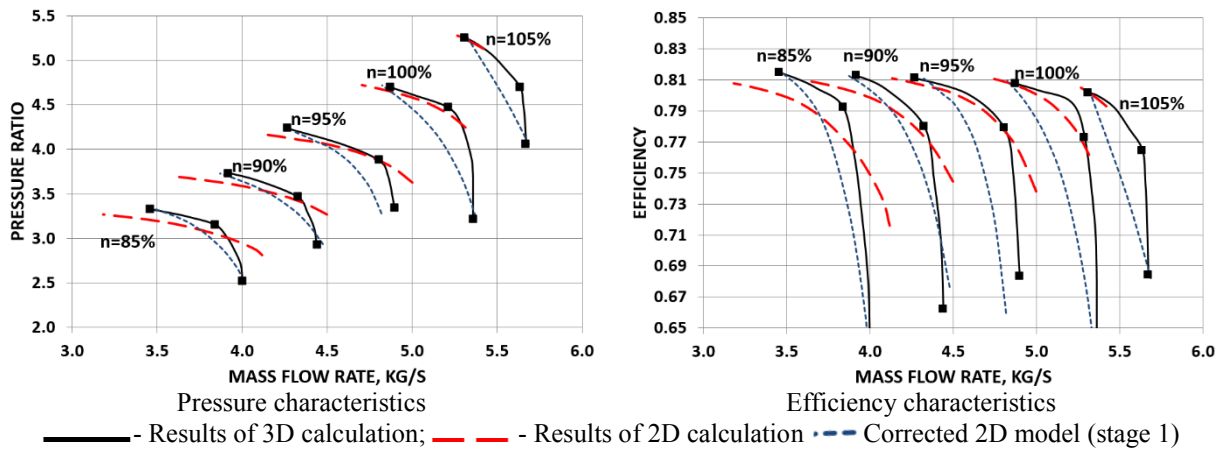 PRESSURE RATIO
5.5
5.0
4.5
4.0
3.5
3.0
2.5
2.0
n=105%
n=100%
n=95%
n=90%
n=85%
3.0 3.5 4.0 4.5 5.0 5.5 6.0
MASS FLOW RATE, KG/S
Pressure characteristics
EFFICIENCY
0.85
0.83
0.81
0.79
0.77
0.75
0.73
0.71
0.69
0.67
0.65
n=85%
n=90%
n=95%
n=100%
n=105%
3.0 3.5 4.0 4.5 5.0 5.5 6.0
MASS FLOW RATE, KG/S
Efficiency characteristics
- Results of 3D calculation; - Results of 2D calculation Corrected 2D model (stage 1)